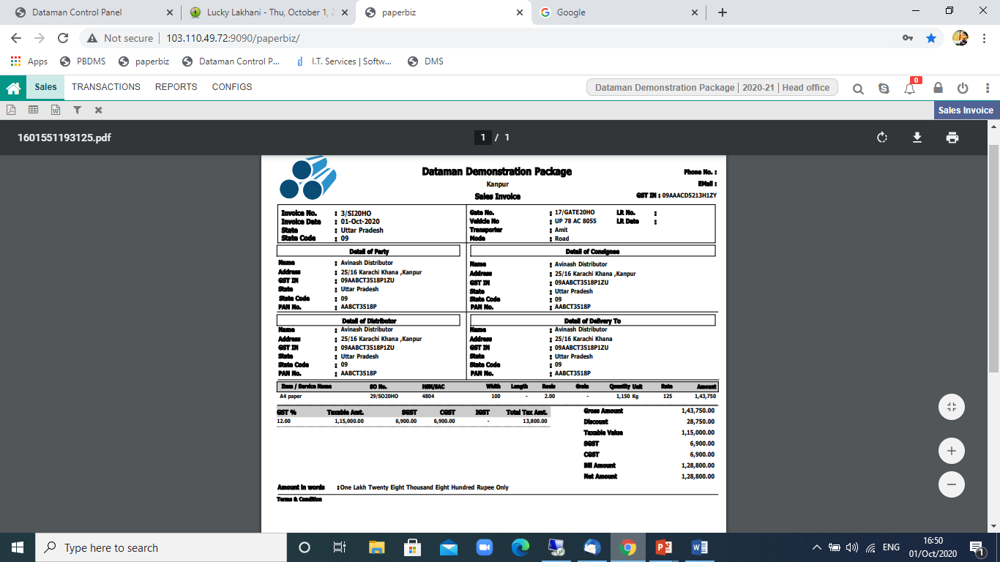 Dataman Control Panel
Lucky Lakhani - Thu, October 1, 2
paperbiz
Google
Not secure | 103.110.49.72:9090/paperbiz/
Apps PBDMS paperbiz Dataman Control P... I.T. Services | Softw... DMS
Sales TRANSACTIONS REPORTS CONFIGS Dataman Demonstration Package | 2020-21 | Head office 0
Sales Invoice
1601551193125.pdf 1 / 1
Dataman Demonstration Package Phone No. :
Kanpur EMail :
Sales Invoice GST IN : 09AAACD5213H1ZY
Invoice No. : 3/SI20HO Gate No. : 17/GATE20HO LR No. :
Invoice Date : 01-Oct-2020 Vehicle No : UP 78 AC 8055 LR Date :
State : Uttar Pradesh Transporter : Amit
State Code : 09 Mode : Road
Detail of Party Detail of Consignee
Name : Avinash Distributor Name : Avinash Distributor
Address : 25/16 Karachi Khana ,Kanpur Address : 25/16 Karachi Khana ,Kanpur
GST IN : 09AABCT3518P1ZU GST IN : 09AABCT3518P1ZU
State : Uttar Pradesh State : Uttar Pradesh
State Code : 09 State Code : 09
PAN No. : AABCT3518P PAN No. : AABCT3518P
Detail of Distributor Detail of Delivery To
Name : Avinash Distributor Name : Avinash Distributor
Address : 25/16 Karachi Khana ,Kanpur Address : 25/16 Karachi Khana
GST IN : 09AABCT3518P1ZU GST IN : 09AABCT3518P1ZU
State : Uttar Pradesh State : Uttar Pradesh
State Code : 09 State Code : 09
PAN No. : AABCT3518P PAN No. : AABCT3518P
Item / Service Name SO No. HSN/SAC Width Length Reels Grain Quantity Unit Rate Amount
A4 paper 29/SO20HO 4804 100 - 2.00 - 1,150 Kg 125 1,43,750
GST % Taxable Amt. SGST CGST IGST Total Tax Amt.
12.00 1,15,000.00 6,900.00 6,900.00 - 13,800.00
Gross Amount 1,43,750.00
Discount 28,750.00
Taxable Value 1,15,000.00
SGST 6,900.00
CGST 6,900.00
Bill Amount 1,28,800.00
Net Amount 1,28,800.00
Amount in words : One Lakh Twenty Eight Thousand Eight Hundred Rupee Only
Terms & Condition
Type here to search
ENG
16:50
01/Oct/2020
1